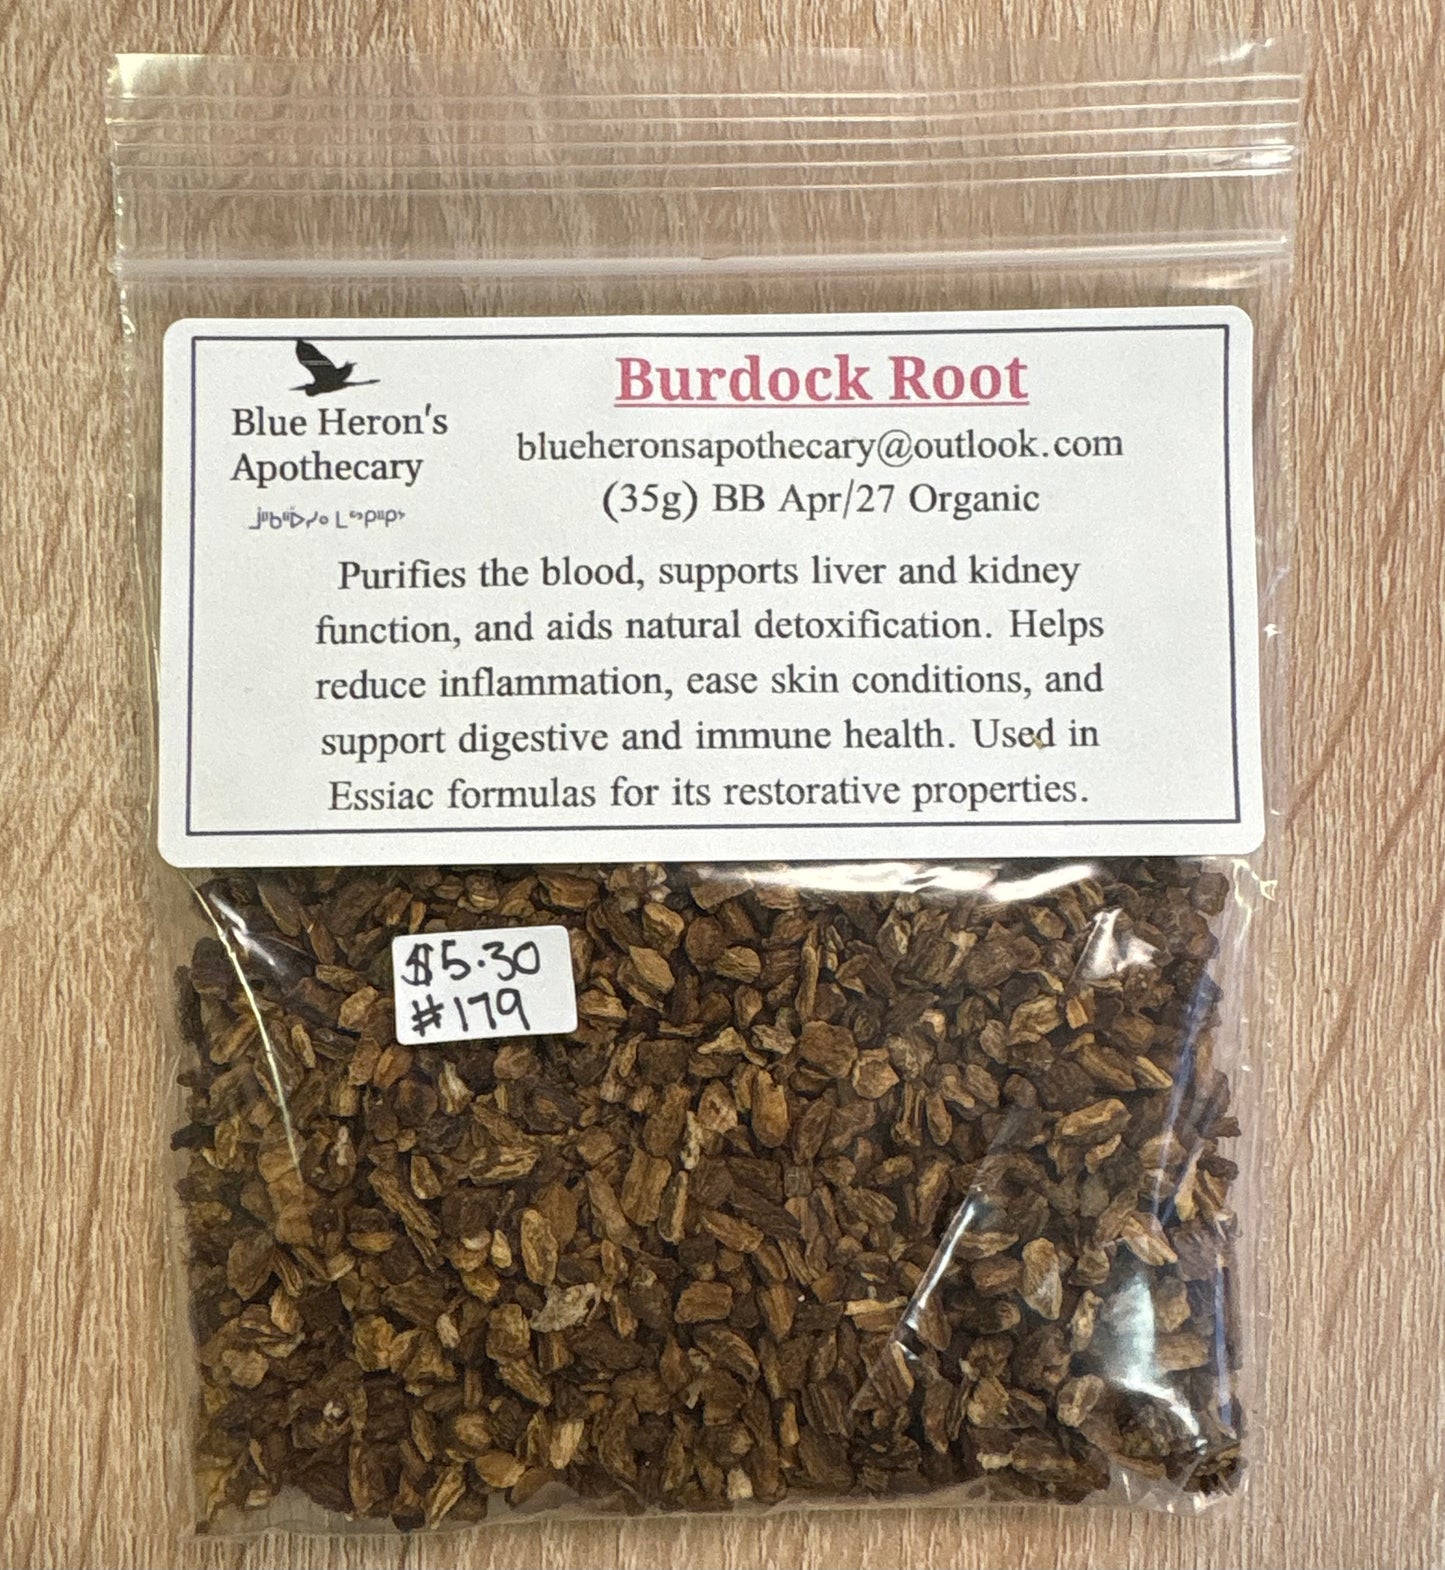 Blue Heron's
Apothecary
Burdock Root
blueheronsapothecary@outlook.com
(35g) BB Apr/27 Organic
Purifies the blood, supports liver and kidney
function, and aids natural detoxification. Helps
reduce inflammation, ease skin conditions, and
support digestive and immune health. Used in
Essiac formulas for its restorative properties.
$5.30
#179